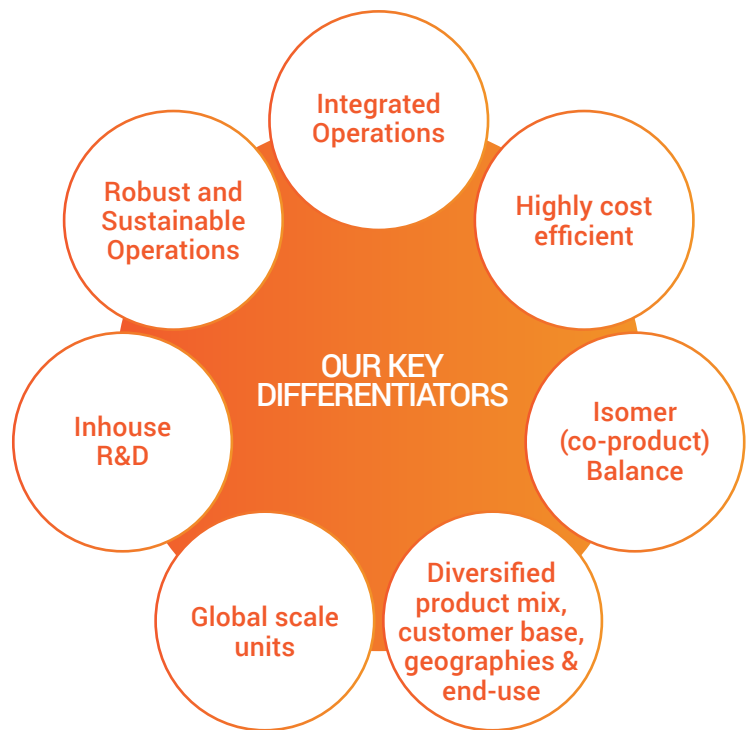 OUR KEY
DIFFERENTIATORS
Integrated
Operations
Highly cost
efficient
Isomer
(co-product)
Balance
Diversified
product mix,
customer base,
geographies &
end-use
Global scale
units
Inhouse
R&D
Robust and
Sustainable
Operations